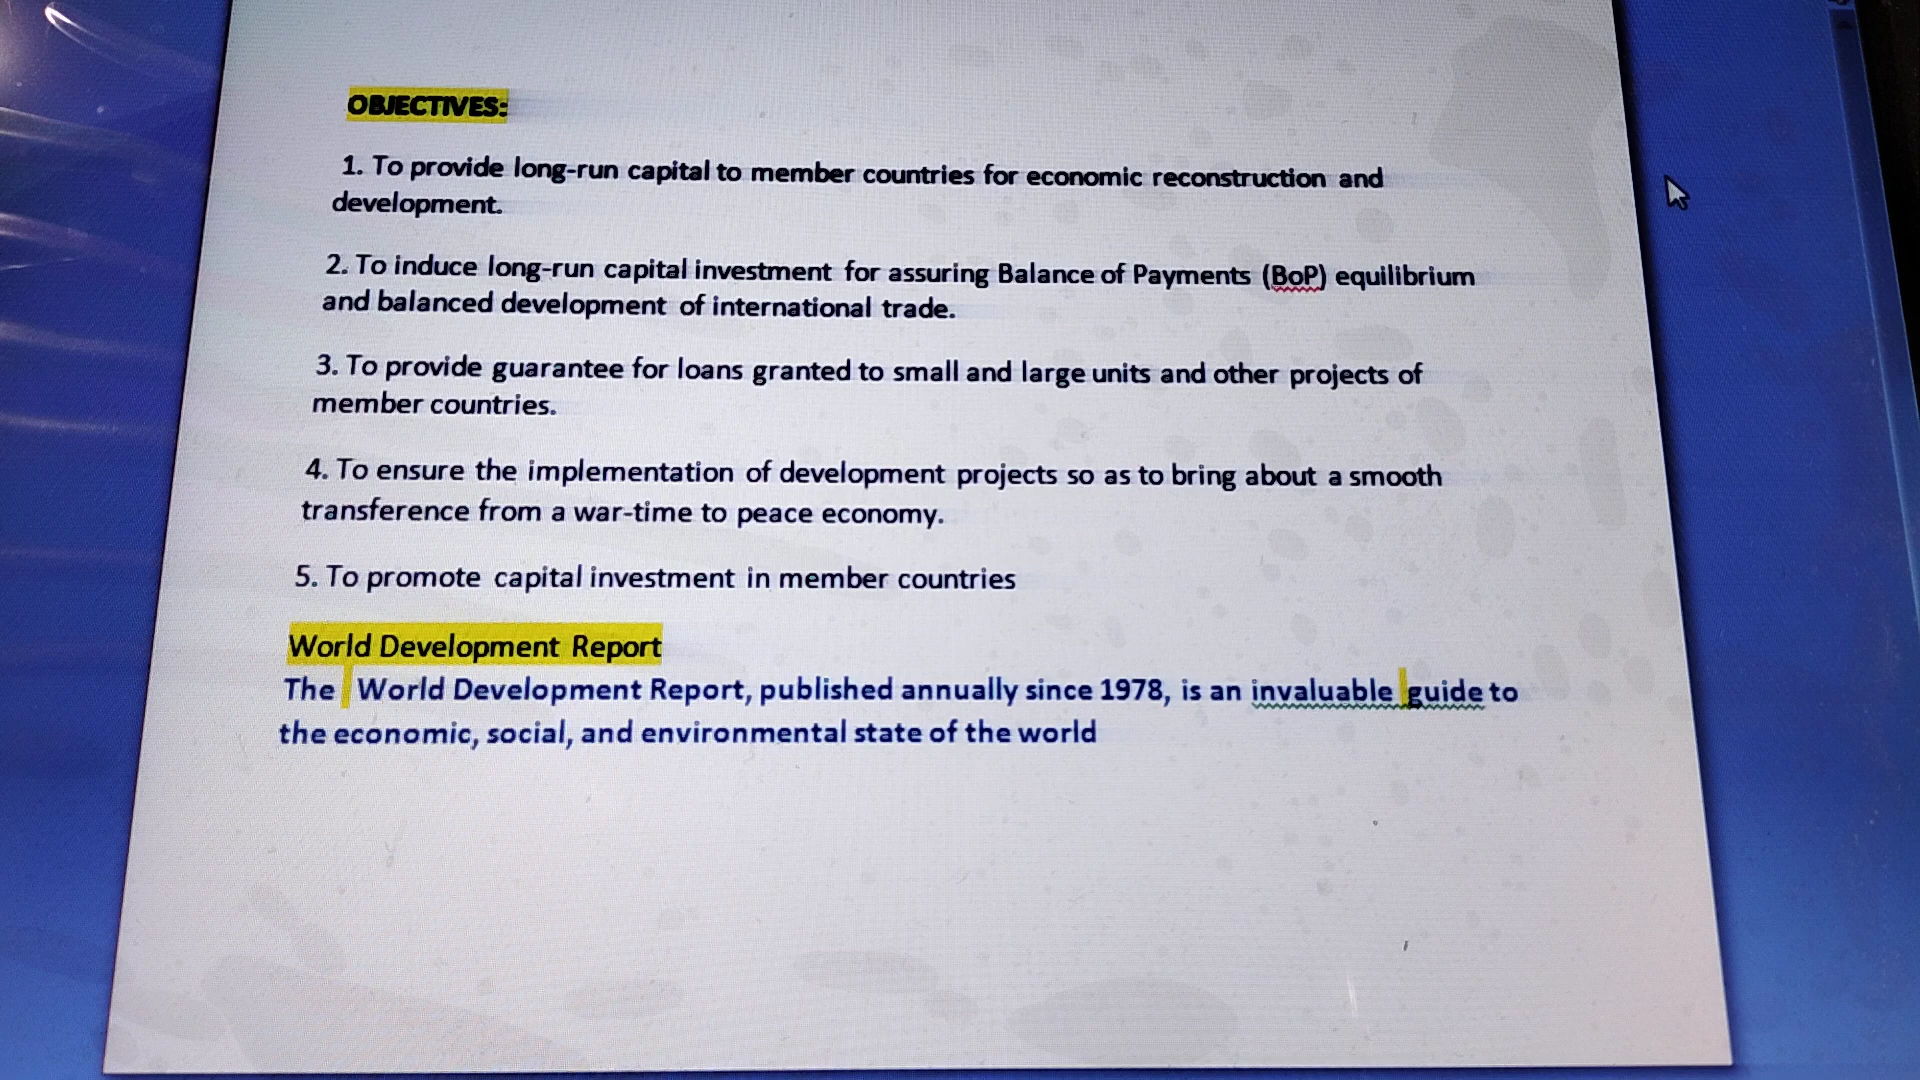 OBJECTIVES:
1. To provide long-run capital to member countries for economic reconstruction and
development.
2. To induce long-run capital investment for assuring Balance of Payments (BoP) equilibrium
and balanced development of international trade.
3. To provide guarantee for loans granted to small and large units and other projects of
member countries.
4. To ensure the implementation of development projects so as to bring about a smooth
transference from a war-time to peace economy.
5. To promote capital investment in member countries
World Development Report
The World Development Report, published annually since 1978, is an invaluable guide to
the economic, social, and environmental state of the world